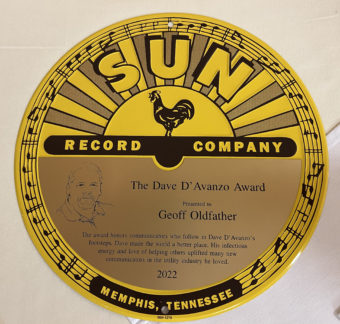 SUN
RECORD COMPANY
The Dave D'Avanzo Award
Presented to
Geoff Oldfather
The award honors communicators who follow in Dave D'Avanzo's
footsteps. Dave made the world a better place. His infectious
energy and love of helping others uplifted many new
communicators in the utility industry he loved.
2022
MEMPHIS, TENNESSEE